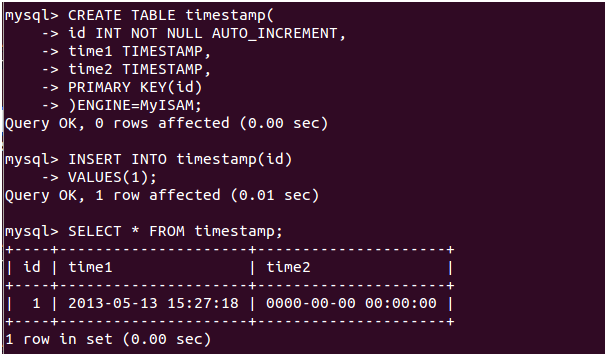 mysql> CREATE TABLE timestamp(
    -> id INT NOT NULL AUTO_INCREMENT,
    -> time1 TIMESTAMP,
    -> time2 TIMESTAMP,
    -> PRIMARY KEY(id)
    -> )ENGINE=MyISAM;
Query OK, 0 rows affected (0.00 sec)

mysql> INSERT INTO timestamp(id)
    -> VALUES(1);
Query OK, 1 row affected (0.01 sec)

mysql> SELECT * FROM timestamp;
+----+---------------------+---------------------+
| id | time1               | time2               |
+----+---------------------+---------------------+
|  1 | 2013-05-13 15:27:18 | 0000-00-00 00:00:00 |
+----+---------------------+---------------------+
1 row in set (0.00 sec)